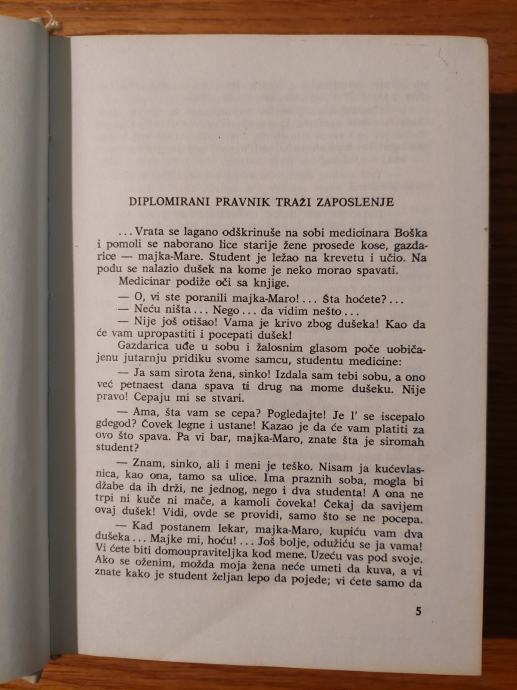 DIPLOMIRANI PRAVNIK TRAŽI ZAPOSLENJE
...Vrata se lagano odškrinuše na sobi medicinara Boška
i pomoli se naborano lice starije žene prosede kose, gazda-
rice — majka-Mare. Student je ležao na krevetu i učio. Na
podu se nalazio dušek na kome je neko morao spavati.
Medicinar podiže oči sa knjige.
— O, vi ste poranili majka-Maro!... Šta hoćete?...
— Neću ništa... Nego... da vidim nešto...
— Nije još otišao! Vama je krivo zbog dušeka! Kao da
će vam upropastiti i pocepati dušek!
Gazdarica uđe u sobu i žalosnim glasom poče uobiča-
jenu jutarnju pridiku svome samcu, studentu medicine:
— Ja sam sirota žena, sinko! Izdala sam tebi sobu, a ono
već petnaest dana spava ti drug na mome dušeku. Nije
pravo! Cepaju mi se stvari.
— Ama, šta vam se cepa? Pogledajte! Je l' se iscepalo
gdegod? Čovek legne i ustane! Kazao je da će vam platiti za
ovo što spava. Pa vi bar, majka-Maro, znate šta je siromah
student?
— Znam, sinko, ali i meni je teško. Nisam ja kućevlas-
nica, kao ona, tamo sa ulice. Ima praznih soba, mogla bi
džabe da ih drži, ne jednog, nego i dva studenta! A ona ne
trpi ni kuče ni mače, a kamoli čoveka! Čekaj da savijem
ovaj dušek! Vidi, ovde se providi, samo što se ne pocepa.
— Kad postanem lekar, majka-Maro, kupiću vam dva
dušeka... Majke mi, hoću!... Još bolje, odužiću se ja vama!
Vi ćete biti domoupraviteljka kod mene. Uzeću vas pod svoje.
Ako se oženim, možda moja žena neće umeti da kuva, a vi
znate kako je student željan lepo da pojede; vi ćete samo da
5